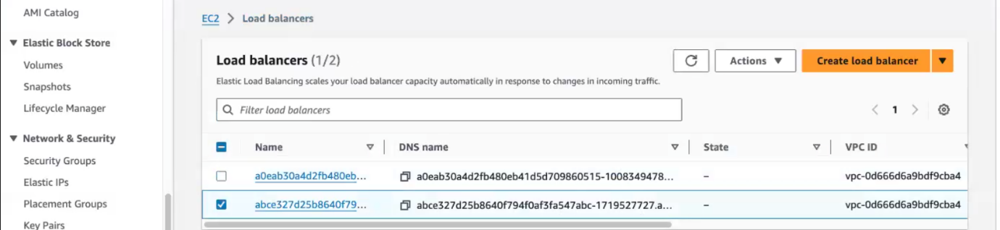 AMI Catalog
Elastic Block Store
Volumes
Snapshots
Lifecycle Manager
Network & Security
Security Groups
Elastic IPs
Placement Groups
Key Pairs
EC2 > Load balancers
Load balancers (1/2)
Actions
Create load balancer
Elastic Load Balancing scales your load balancer capacity automatically in response to changes in incoming traffic.
Filter load balancers
1
Name DNS name State VPC ID
a0eab30a4d2fb480eb... a0eab30a4d2fb480eb41d5d709860515-1008349478... – vpc-0d666d6a9bdf9cba4
abce327d25b8640f79... abce327d25b8640f794f0af3fa547abc-1719527727.a... – vpc-0d666d6a9bdf9cba4